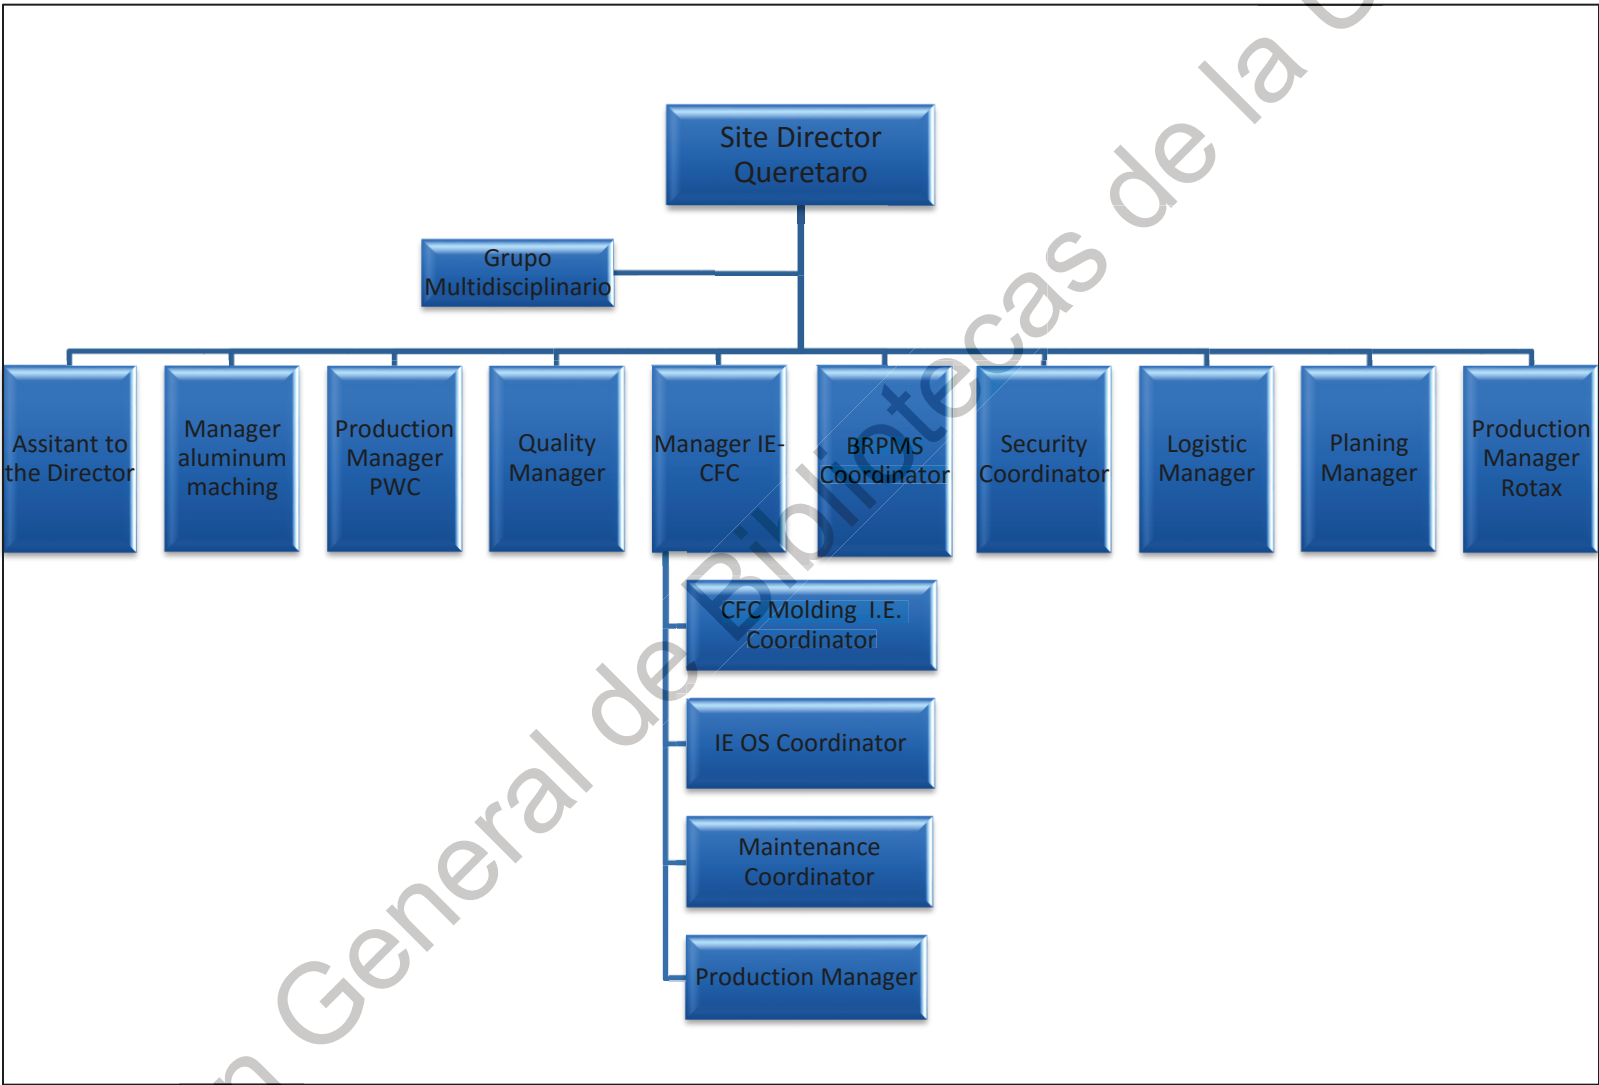 Site Director
Queretaro
Grupo
Multidisciplinario
Assitant to
the Director
Manager
aluminum
maching
Production
Manager
PWC
Quality
Manager
Manager IE-
CFC
BRPMS
Coordinator
Security
Coordinator
Logistic
Manager
Planing
Manager
Production
Manager
Rotax
CFC Molding  I.E.
Coordinator
IE OS Coordinator
Maintenance
Coordinator
Production Manager
General de Bibliotecas de la